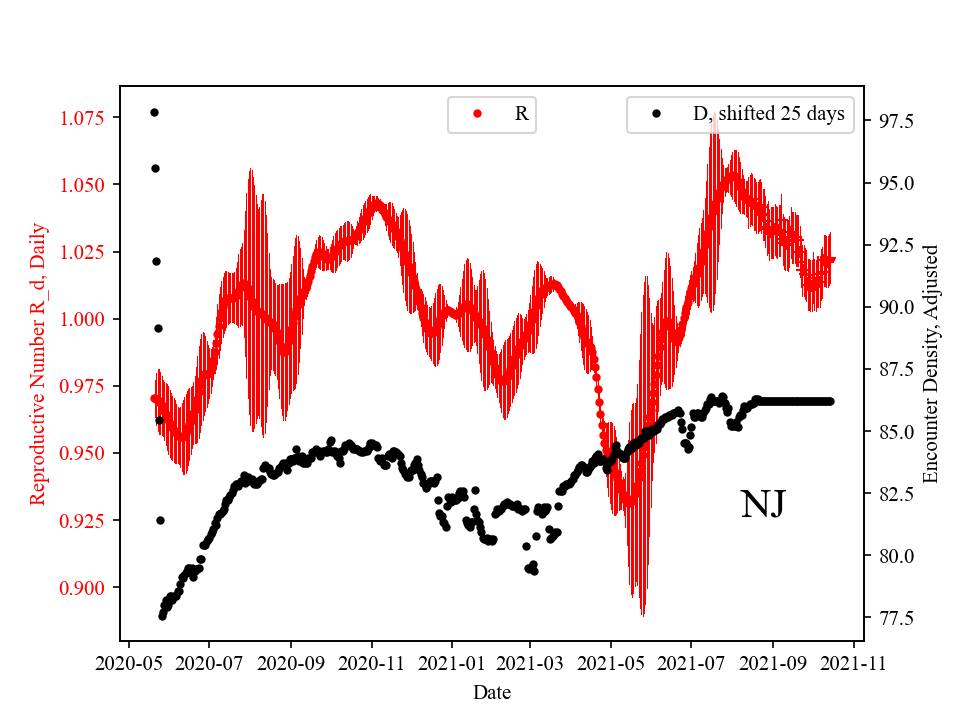 R
D, shifted 25 days
Reproductive Number R_d, Daily
1.075
1.050
1.025
1.000
0.975
0.950
0.925
0.900
97.5
95.0
92.5
90.0
87.5
85.0
82.5
80.0
77.5
Encounter Density, Adjusted
NJ
2020-05 2020-07 2020-09 2020-11 2021-01 2021-03 2021-05 2021-07 2021-09 2021-11
Date